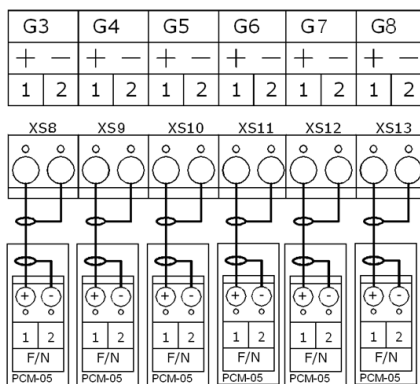 G3 G4 G5 G6 G7 G8
+ — + — + — + — + — + —
1 2 1 2 1 2 1 2 1 2 1 2
XS8 XS9 XS10 XS11 XS12 XS13
+ - + - + - + - + - + -
1 2 1 2 1 2 1 2 1 2 1 2
F/N F/N F/N F/N F/N F/N
PCM-05 PCM-05 PCM-05 PCM-05 PCM-05 PCM-05